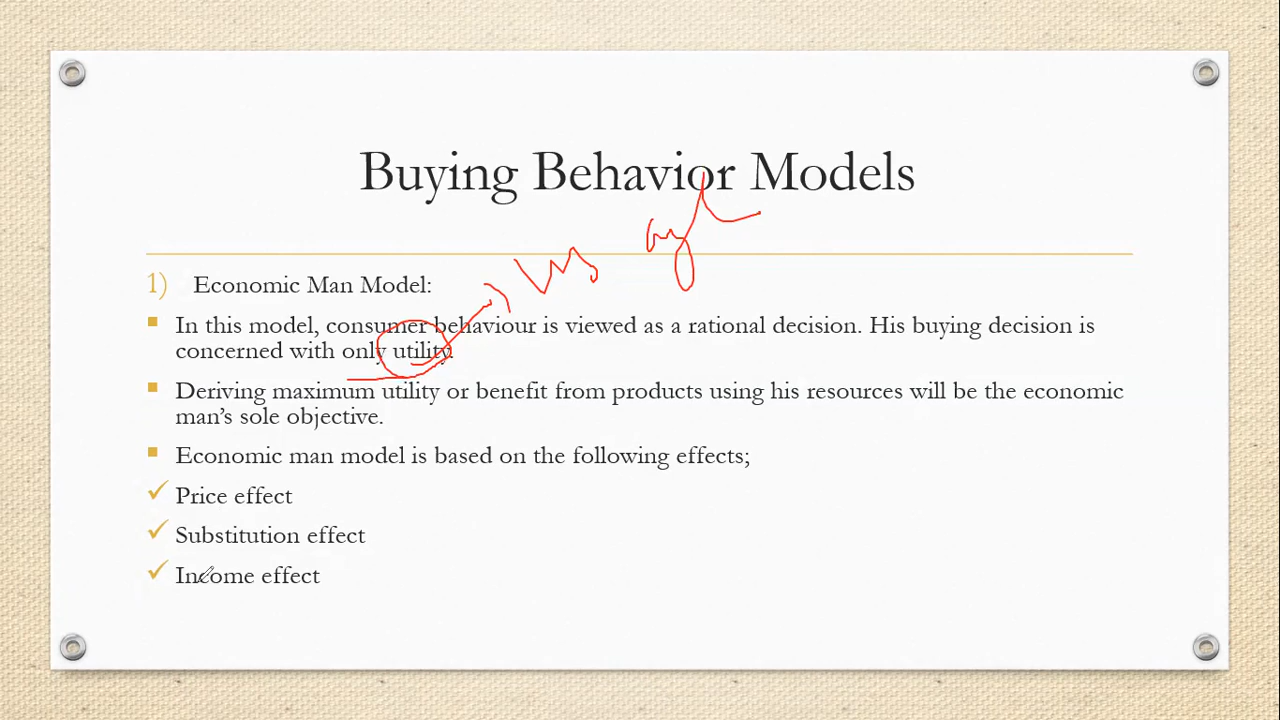 Buying Behavior Models
1) Economic Man Model:
In this model, consumer behaviour is viewed as a rational decision. His buying decision is
concerned with only utility.
Deriving maximum utility or benefit from products using his resources will be the economic
man’s sole objective.
Economic man model is based on the following effects;
Price effect
Substitution effect
Income effect